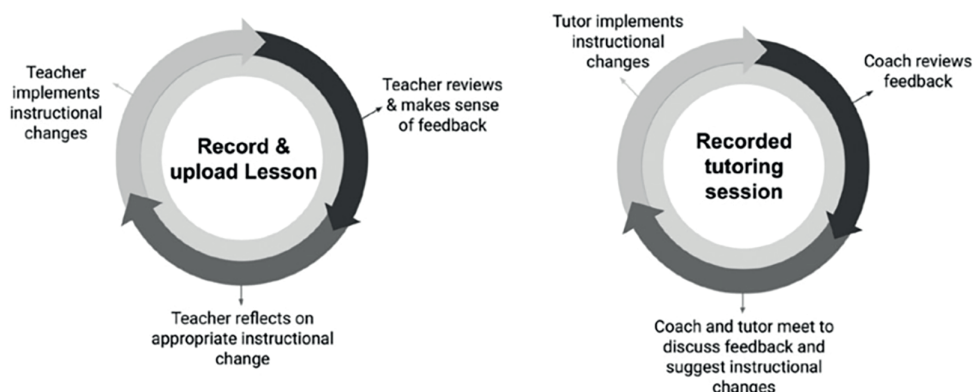 Teacher
implements
instructional
changes
Record &
upload Lesson
Teacher reviews
& makes sense
of feedback
Teacher reflects on
appropriate instructional
change
Tutor implements
instructional
changes
Recorded
tutoring
session
Coach reviews
feedback
Coach and tutor meet to
discuss feedback and
suggest instructional
changes